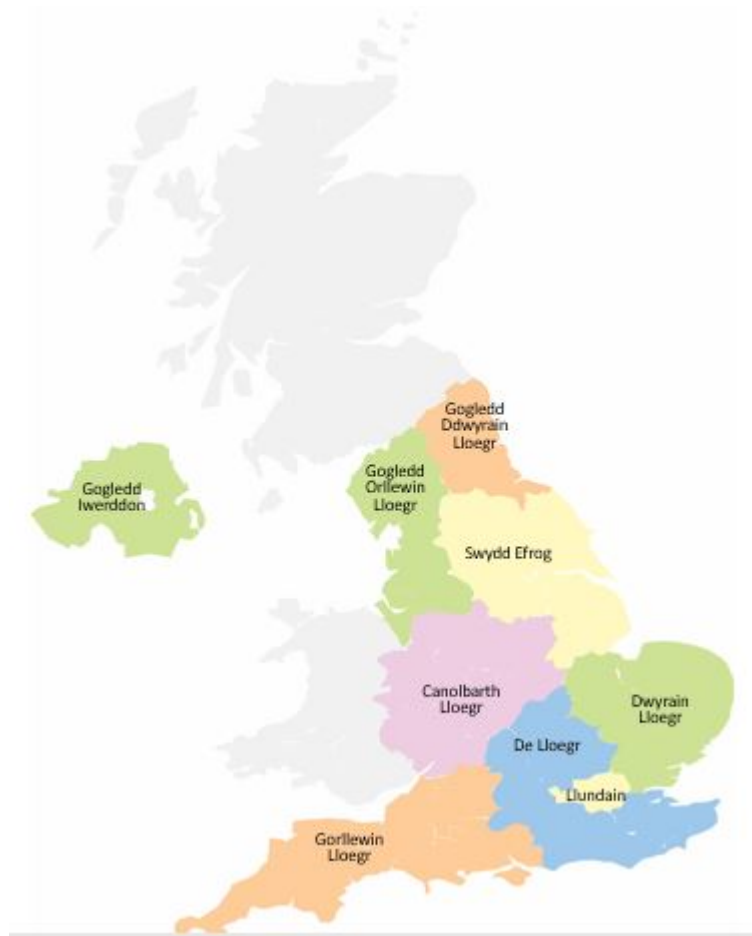 Gogledd
Ddwyrain
Lloegr
Gogledd
Orllewin
Lloegr
Gogledd
Iwerddon
Swydd Efrog
Canolbarth
Lloegr
Dwyrain
Lloegr
De Lloegr
Llundain
Gorllewin
Lloegr